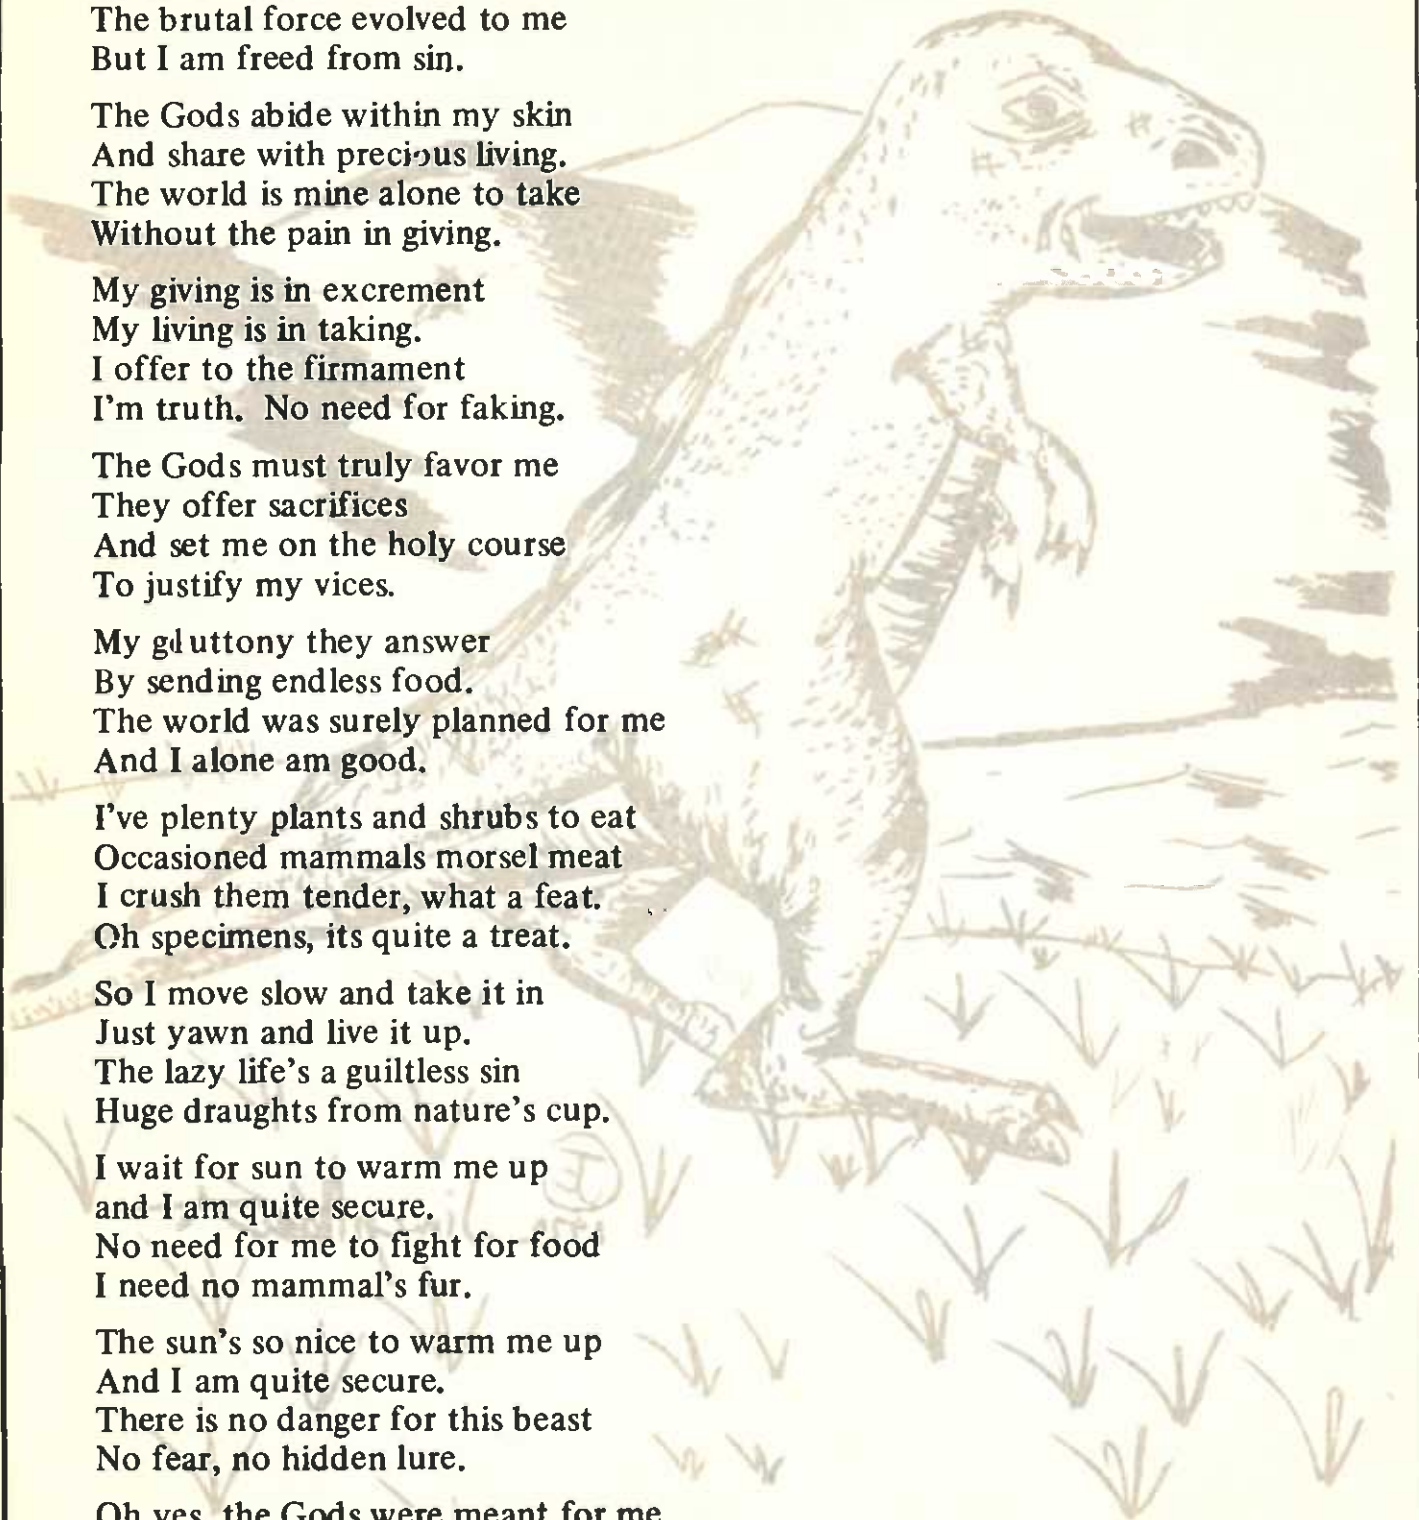 The brutal force evolved to me
But I am freed from sin.
The Gods abide within my skin
And share with precious living.
The world is mine alone to take
Without the pain in giving.
My giving is in excrement
My living is in taking.
I offer to the firmament
I'm truth. No need for faking.
The Gods must truly favor me
They offer sacrifices
And set me on the holy course
To justify my vices.
My gluttony they answer
By sending endless food.
The world was surely planned for me
And I alone am good.
I've plenty plants and shrubs to eat
Occasioned mammals morsel meat
I crush them tender, what a feat.
Oh specimens, its quite a treat.
So I move slow and take it in
Just yawn and live it up.
The lazy life's a guiltless sin
Huge draughts from nature's cup.
I wait for sun to warm me up
and I am quite secure.
No need for me to fight for food
I need no mammal's fur.
The sun's so nice to warm me up
And I am quite secure.
There is no danger for this beast
No fear, no hidden lure.
Oh yes, the Gods were meant for me